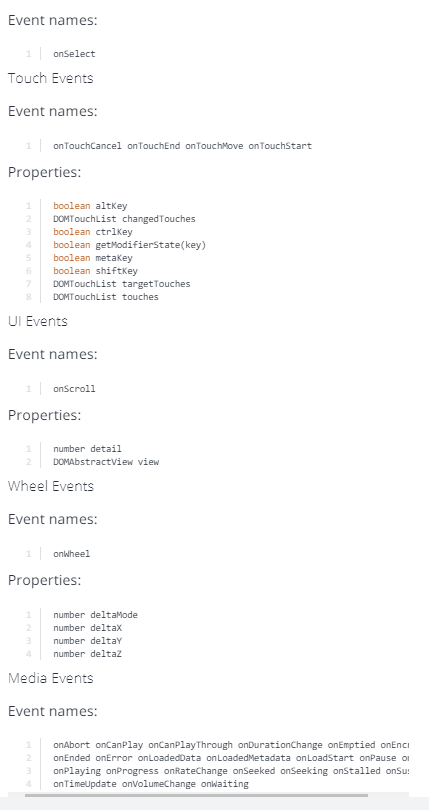 Event names:
1 onSelect
Touch Events
Event names:
1 onTouchCancel onTouchEnd onTouchMove onTouchStart
Properties:
1 boolean altKey
2 DOMTouchList changedTouches
3 boolean ctrlKey
4 boolean getModifierState(key)
5 boolean metaKey
6 boolean shiftKey
7 DOMTouchList targetTouches
8 DOMTouchList touches
UI Events
Event names:
1 onScroll
Properties:
1 number detail
2 DOMAbstractView view
Wheel Events
Event names:
1 onWheel
Properties:
1 number deltaMode
2 number deltaX
3 number deltaY
4 number deltaZ
Media Events
Event names:
1 onAbort onCanPlay onCanPlayThrough onDurationChange onEmptied
2 onEnded onError onLoadedData onLoadedMetadata onLoadStart onPause
3 onPlaying onProgress onRateChange onSeeked onSeeking onStalled
4 onTimeUpdate onVolumeChange onWaiting